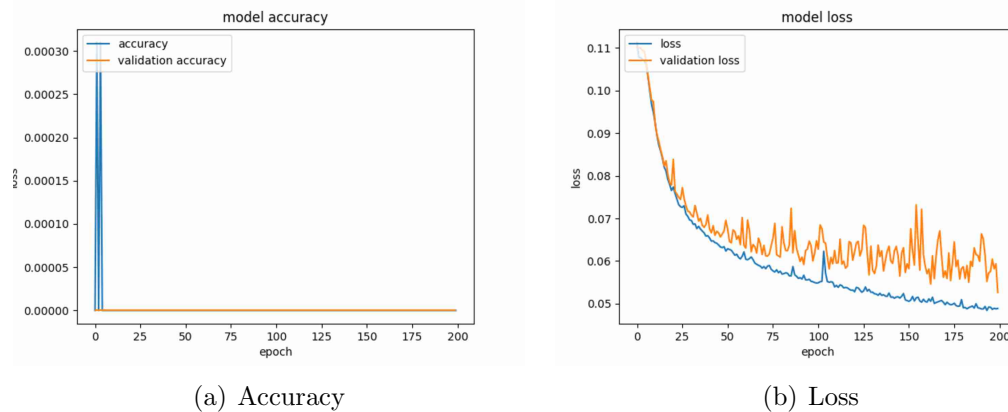 model accuracy
accuracy
validation accuracy
0.00030
0.00025
0.00020
0.00015
0.00010
0.00005
0.00000
loss
0 25 50 75 100 125 150 175 200
epoch
(a) Accuracy
model loss
loss
validation loss
0.11
0.10
0.09
0.08
0.07
0.06
0.05
loss
0 25 50 75 100 125 150 175 200
epoch
(b) Loss